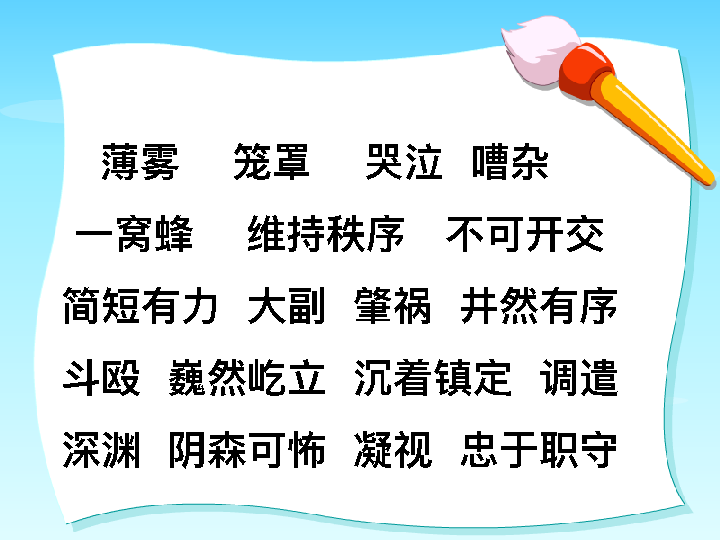 薄雾 笼罩 哭泣 嘈杂
一窝蜂 维持秩序 不可开交
简短有力 大副 肇祸 井然有序
斗殴 巍然屹立 沉着镇定 调遣
深渊 阴森可怖 凝视 忠于职守